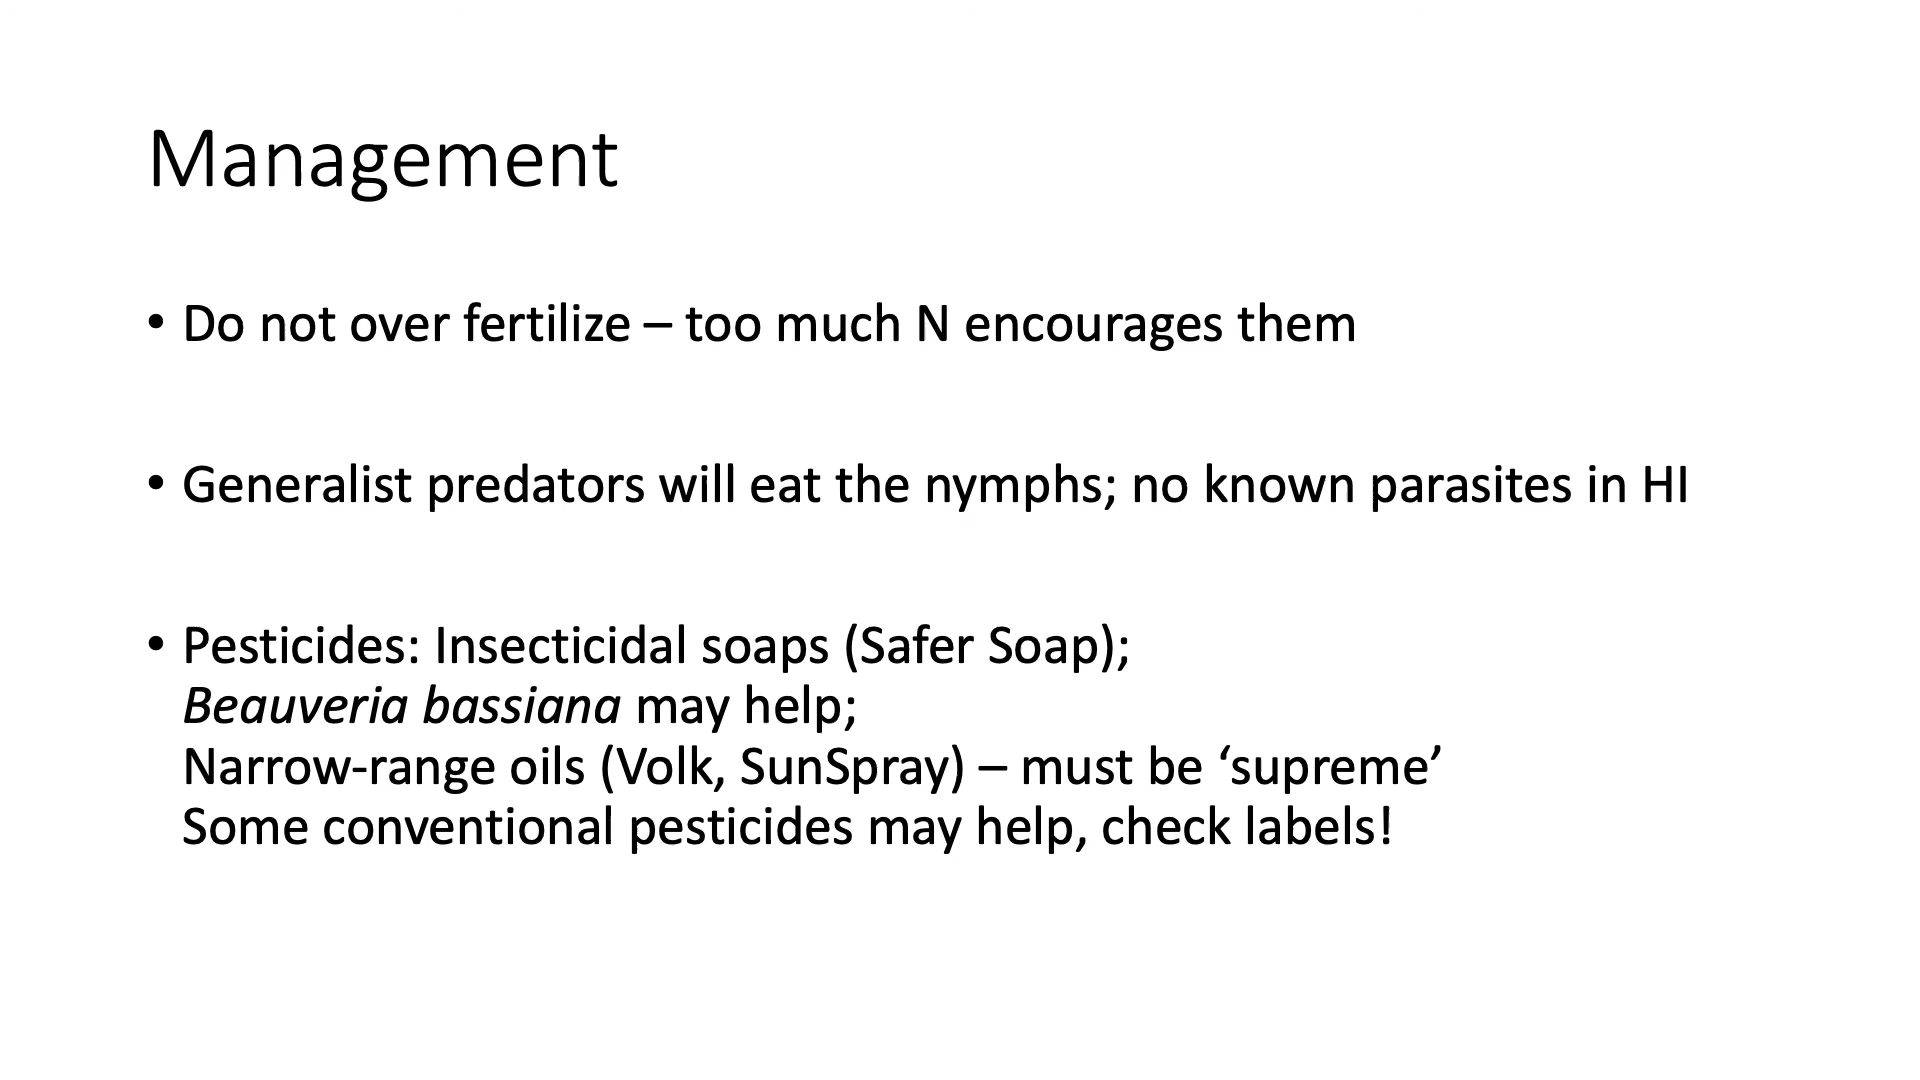 Management
• Do not over fertilize – too much N encourages them
• Generalist predators will eat the nymphs; no known parasites in HI
• Pesticides: Insecticidal soaps (Safer Soap);
Beauveria bassiana may help;
Narrow-range oils (Volk, SunSpray) – must be ‘supreme’
Some conventional pesticides may help, check labels!